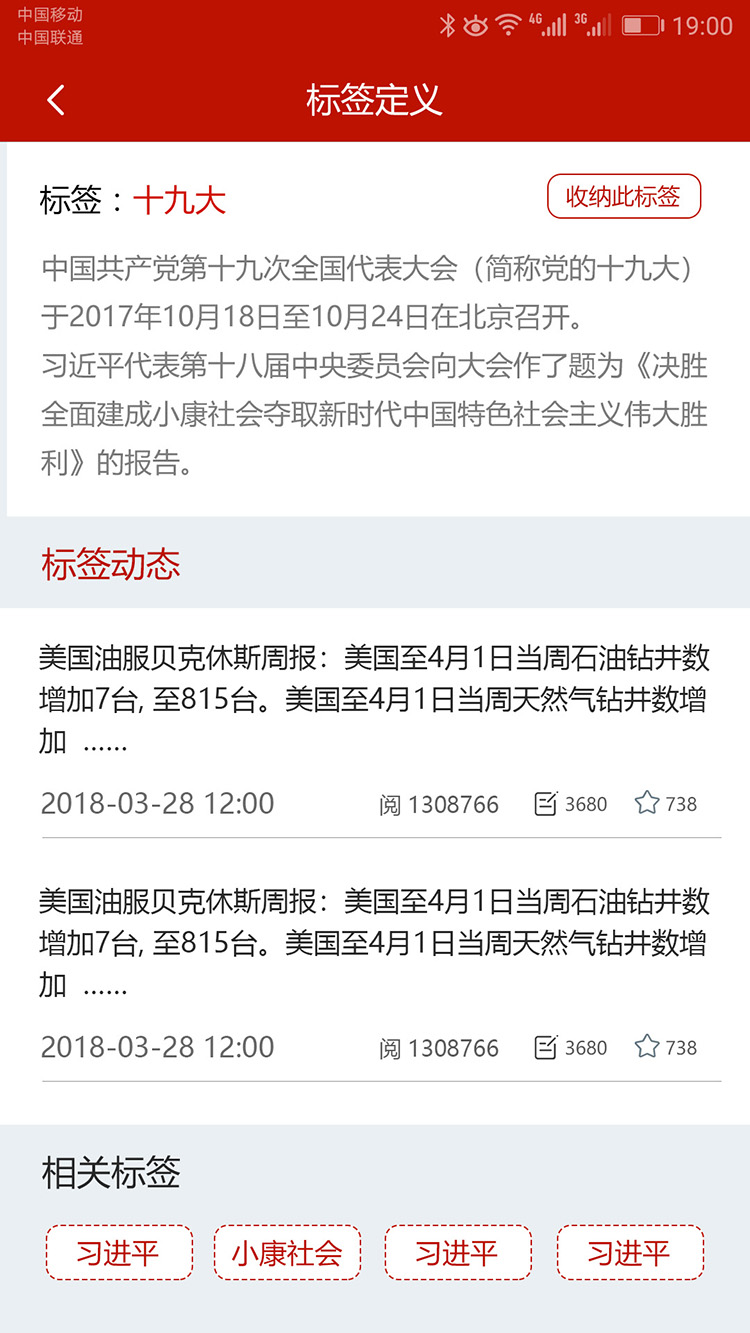 中国移动
中国联通
4G
3G
19:00
标签定义
标签：十九大
收纳此标签
中国共产党第十九次全国代表大会（简称党的十九大）
于2017年10月18日至10月24日在北京召开。
习近平代表第十八届中央委员会向大会作了题为《决胜
全面建成小康社会夺取新时代中国特色社会主义伟大胜
利》的报告。
标签动态
美国油服贝克休斯周报：美国至4月1日当周石油钻井数
增加7台, 至815台。美国至4月1日当周天然气钻井数增
加 ......
2018-03-28 12:00 阅 1308766 3680 738
美国油服贝克休斯周报：美国至4月1日当周石油钻井数
增加7台, 至815台。美国至4月1日当周天然气钻井数增
加 ......
2018-03-28 12:00 阅 1308766 3680 738
相关标签
习进平 小康社会 习进平 习进平